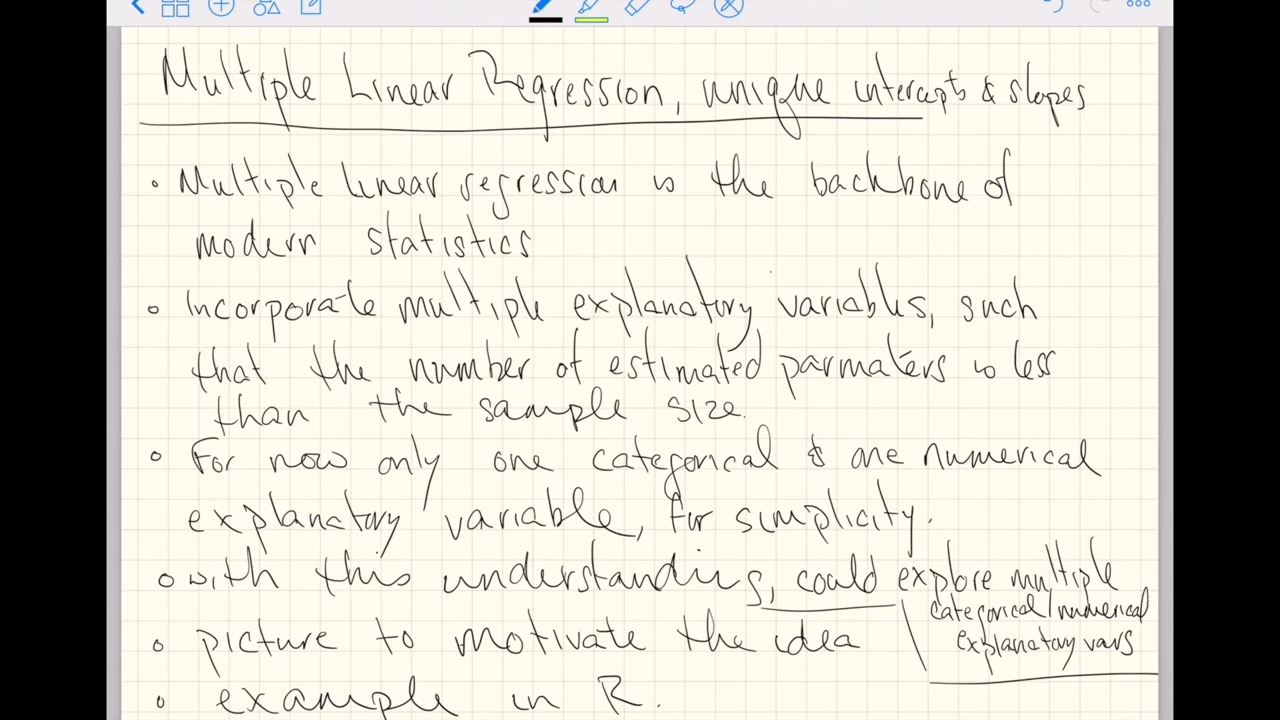 Multiple Linear Regression, unique intercepts & slopes
• Multiple linear regression is the backbone of
modern statistics
• Incorporate multiple explanatory variables, such
that the number of estimated parmaters is less
than the sample size.
• For now only one categorical & one numerical
explanatory variable, for simplicity.
• with this understanding, could explore multiple
categorical/numerical
explanatory vars
• picture to motivate the idea
• example in R.